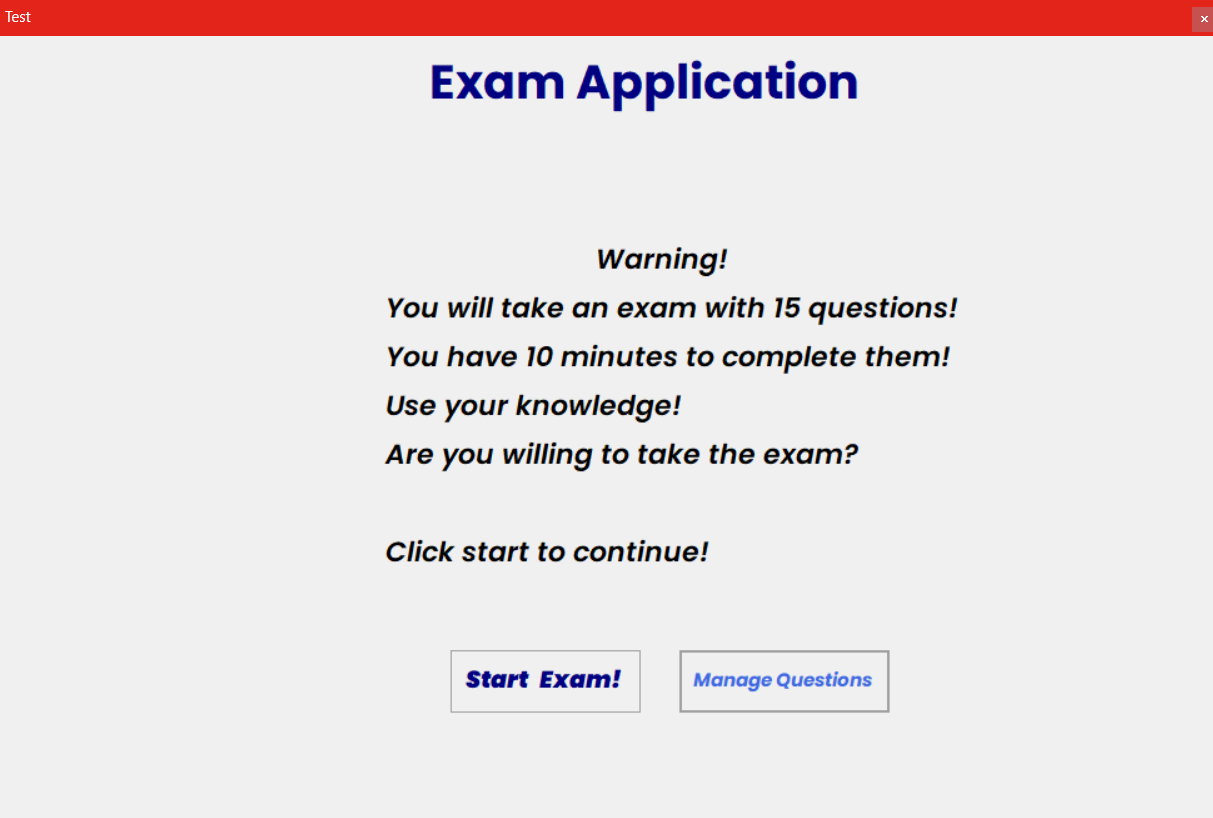 Test
Exam Application
Warning!
You will take an exam with 15 questions!
You have 10 minutes to complete them!
Use your knowledge!
Are you willing to take the exam?
Click start to continue!
Start Exam!
Manage Questions